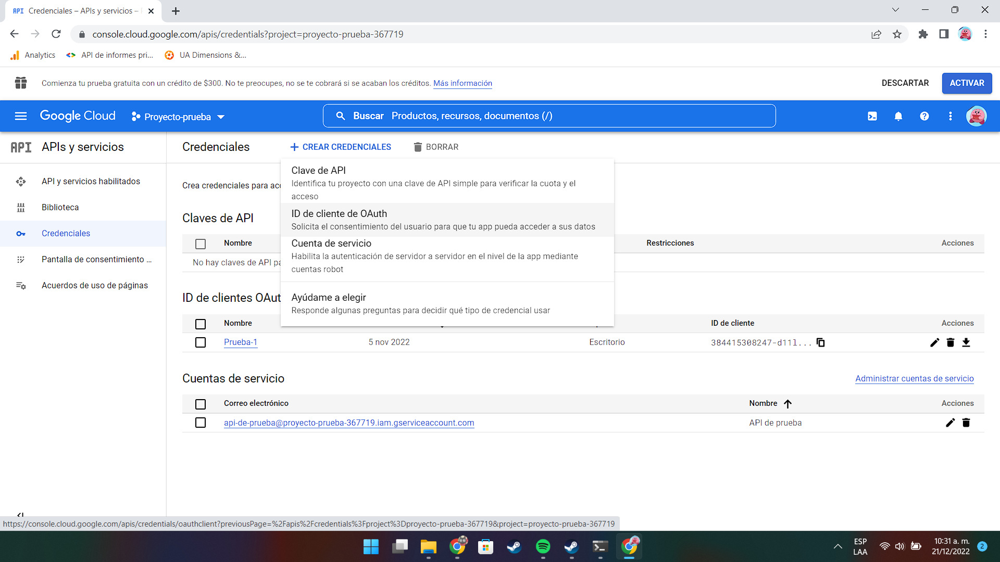 API Credenciales – APIs y servicios –
console.cloud.google.com/apis/credentials?project=proyecto-prueba-367719
Analytics API de informes pri... UA Dimensions &...
Comienza tu prueba gratuita con un crédito de $300. No te preocupes, no se te cobrará si se acaban los créditos. Más información DESCARTAR ACTIVAR
Google Cloud Proyecto-prueba Buscar Productos, recursos, documentos (/)
API APIs y servicios
Credenciales CREAR CREDENCIALES BORRAR
API y servicios habilitados
Biblioteca
Credenciales
Pantalla de consentimiento ...
Acuerdos de uso de páginas
Crea credenciales para acc
Clave de API
Identifica tu proyecto con una clave de API simple para verificar la cuota y el
acceso
ID de cliente de OAuth
Solicita el consentimiento del usuario para que tu app pueda acceder a sus datos
Cuenta de servicio
Habilita la autenticación de servidor a servidor en el nivel de la app mediante
cuentas robot
Ayúdame a elegir
Responde algunas preguntas para decidir qué tipo de credencial usar
Claves de API
Nombre Restricciones Acciones
No hay claves de API pa
ID de clientes OAut
Nombre ID de cliente Acciones
Prueba-1 5 nov 2022 Escritorio 384415308247-d11l...
Cuentas de servicio Administrar cuentas de servicio
Correo electrónico Nombre Acciones
api-de-prueba@proyecto-prueba-367719.iam.gserviceaccount.com API de prueba
https://console.cloud.google.com/apis/credentials/oauthclient?previousPage=%2Fapis%2Fcredentials%3Fproject%3Dproyecto-prueba-367719&project=proyecto-prueba-367719
ESP
LAA
10:31 a. m.
21/12/2022
2